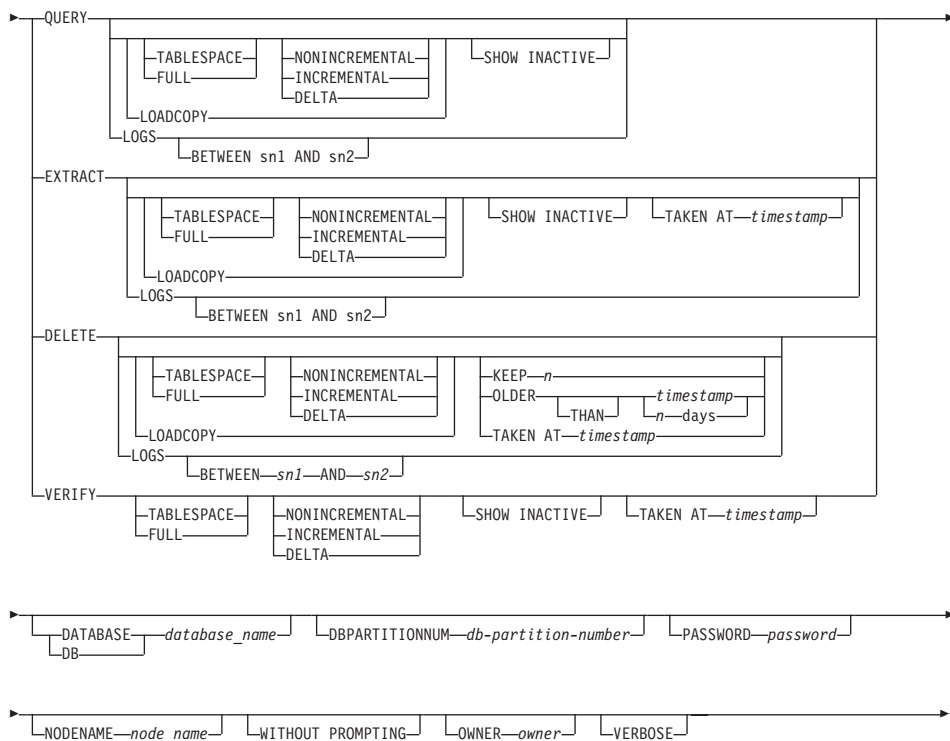 QUERY
TABLESPACE NONINCREMENTAL SHOW INACTIVE
FULL INCREMENTAL
DELTA
LOADCOPY
LOGS
BETWEEN sn1 AND sn2
EXTRACT
TABLESPACE NONINCREMENTAL SHOW INACTIVE TAKEN AT timestamp
FULL INCREMENTAL
DELTA
LOADCOPY
LOGS
BETWEEN sn1 AND sn2
DELETE
TABLESPACE NONINCREMENTAL KEEP n
FULL INCREMENTAL OLDER timestamp
DELTA THAN n days
LOADCOPY TAKEN AT timestamp
LOGS
BETWEEN sn1 AND sn2
VERIFY
TABLESPACE NONINCREMENTAL SHOW INACTIVE TAKEN AT timestamp
FULL INCREMENTAL
DELTA
DATABASE database_name DBPARTITIONNUM db-partition-number PASSWORD password
DB
NODENAME node_name WITHOUT PROMPTING OWNER owner VERBOSE